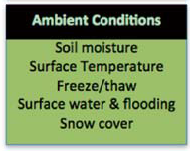 Ambient Conditions
Soil moisture
Surface Temperature
Freeze/thaw
Surface water & flooding
Snow cover